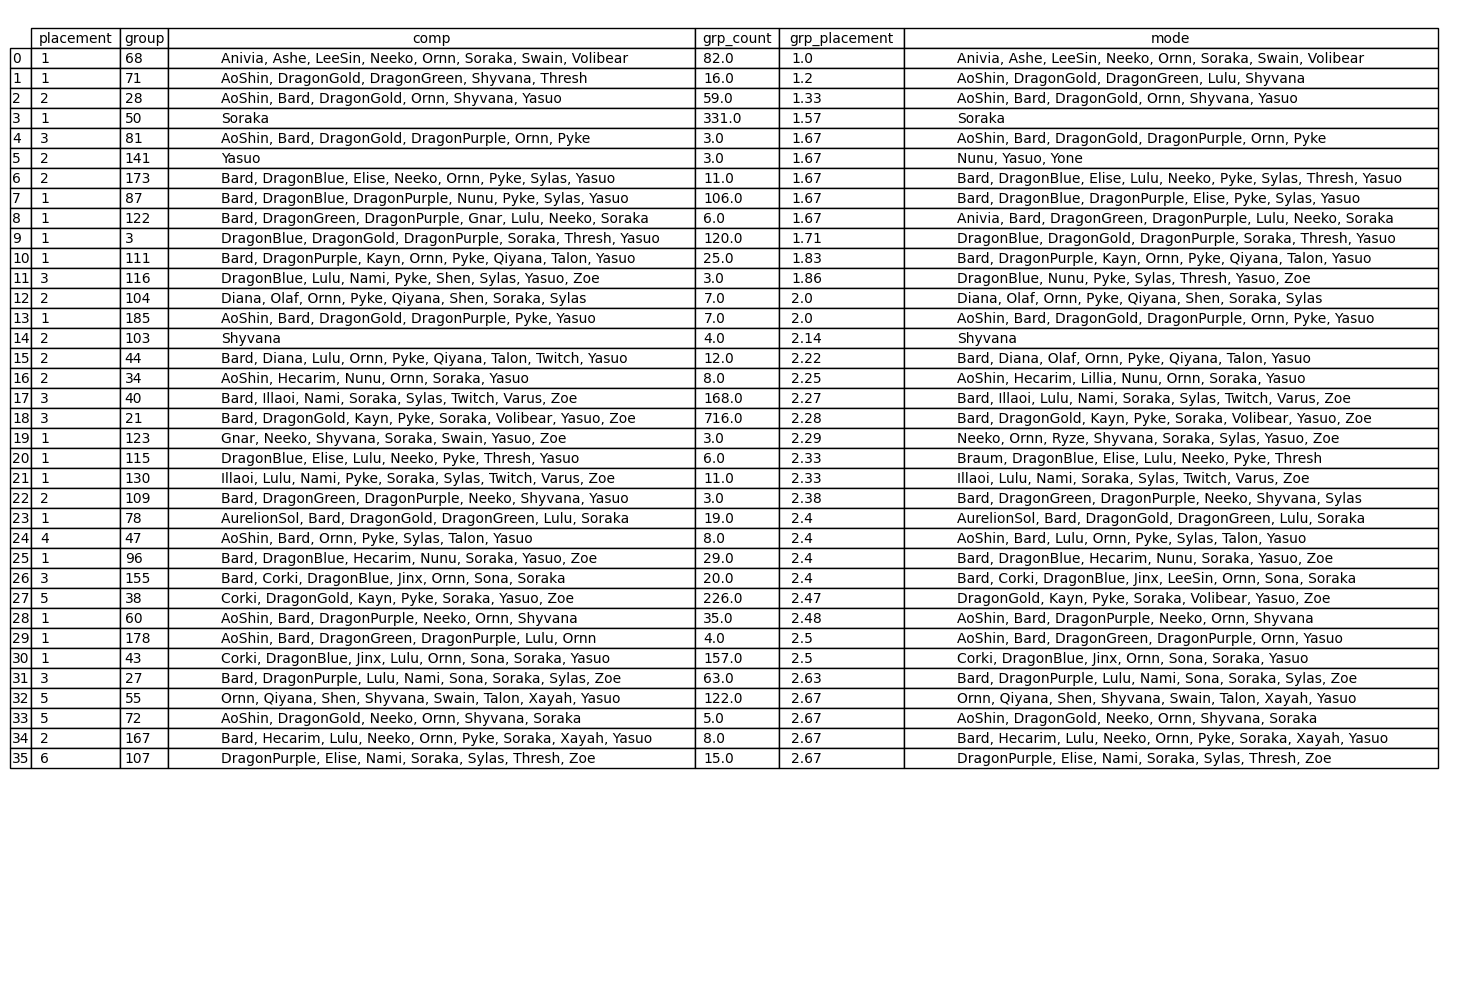 placement group comp grp_count grp_placement mode
0 1 68 Anivia, Ashe, LeeSin, Neeko, Ornn, Soraka, Swain, Volibear 82.0 1.0 Anivia, Ashe, LeeSin, Neeko, Ornn, Soraka, Swain, Volibear
1 1 71 AoShin, DragonGold, DragonGreen, Shyvana, Thresh 16.0 1.2 AoShin, DragonGold, DragonGreen, Lulu, Shyvana
2 2 28 AoShin, Bard, DragonGold, Ornn, Shyvana, Yasuo 59.0 1.33 AoShin, Bard, DragonGold, Ornn, Shyvana, Yasuo
3 1 50 Soraka 331.0 1.57 Soraka
4 3 81 AoShin, Bard, DragonGold, DragonPurple, Ornn, Pyke 3.0 1.67 AoShin, Bard, DragonGold, DragonPurple, Ornn, Pyke
5 2 141 Yasuo 3.0 1.67 Nunu, Yasuo, Yone
6 2 173 Bard, DragonBlue, Elise, Neeko, Ornn, Pyke, Sylas, Yasuo 11.0 1.67 Bard, DragonBlue, Elise, Lulu, Neeko, Pyke, Sylas, Thresh, Yasuo
7 1 87 Bard, DragonBlue, DragonPurple, Nunu, Pyke, Sylas, Yasuo 106.0 1.67 Bard, DragonBlue, DragonPurple, Elise, Pyke, Sylas, Yasuo
8 1 122 Bard, DragonGreen, DragonPurple, Gnar, Lulu, Neeko, Soraka 6.0 1.67 Anivia, Bard, DragonGreen, DragonPurple, Lulu, Neeko, Soraka
9 1 3 DragonBlue, DragonGold, DragonPurple, Soraka, Thresh, Yasuo 120.0 1.71 DragonBlue, DragonGold, DragonPurple, Soraka, Thresh, Yasuo
10 1 111 Bard, DragonPurple, Kayn, Ornn, Pyke, Qiyana, Talon, Yasuo 25.0 1.83 Bard, DragonPurple, Kayn, Ornn, Pyke, Qiyana, Talon, Yasuo
11 3 116 DragonBlue, Lulu, Nami, Pyke, Shen, Sylas, Yasuo, Zoe 3.0 1.86 DragonBlue, Nunu, Pyke, Sylas, Thresh, Yasuo, Zoe
12 2 104 Diana, Olaf, Ornn, Pyke, Qiyana, Shen, Soraka, Sylas 7.0 2.0 Diana, Olaf, Ornn, Pyke, Qiyana, Shen, Soraka, Sylas
13 1 185 AoShin, Bard, DragonGold, DragonPurple, Pyke, Yasuo 7.0 2.0 AoShin, Bard, DragonGold, DragonPurple, Ornn, Pyke, Yasuo
14 2 103 Shyvana 4.0 2.14 Shyvana
15 2 44 Bard, Diana, Lulu, Ornn, Pyke, Qiyana, Talon, Twitch, Yasuo 12.0 2.22 Bard, Diana, Olaf, Ornn, Pyke, Qiyana, Talon, Yasuo
16 2 34 AoShin, Hecarim, Nunu, Ornn, Soraka, Yasuo 8.0 2.25 AoShin, Hecarim, Lillia, Nunu, Ornn, Soraka, Yasuo
17 3 40 Bard, Illaoi, Nami, Soraka, Sylas, Twitch, Varus, Zoe 168.0 2.27 Bard, Illaoi, Lulu, Nami, Soraka, Sylas, Twitch, Varus, Zoe
18 3 21 Bard, DragonGold, Kayn, Pyke, Soraka, Volibear, Yasuo, Zoe 716.0 2.28 Bard, DragonGold, Kayn, Pyke, Soraka, Volibear, Yasuo, Zoe
19 1 123 Gnar, Neeko, Shyvana, Soraka, Swain, Yasuo, Zoe 3.0 2.29 Neeko, Ornn, Ryze, Shyvana, Soraka, Sylas, Yasuo, Zoe
20 1 115 DragonBlue, Elise, Lulu, Neeko, Pyke, Thresh, Yasuo 6.0 2.33 Braum, DragonBlue, Elise, Lulu, Neeko, Pyke, Thresh
21 1 130 Illaoi, Lulu, Nami, Pyke, Soraka, Sylas, Twitch, Varus, Zoe 11.0 2.33 Illaoi, Lulu, Nami, Soraka, Sylas, Twitch, Varus, Zoe
22 2 109 Bard, DragonGreen, DragonPurple, Neeko, Shyvana, Yasuo 3.0 2.38 Bard, DragonGreen, DragonPurple, Neeko, Shyvana, Sylas
23 1 78 AurelionSol, Bard, DragonGold, DragonGreen, Lulu, Soraka 19.0 2.4 AurelionSol, Bard, DragonGold, DragonGreen, Lulu, Soraka
24 4 47 AoShin, Bard, Ornn, Pyke, Sylas, Talon, Yasuo 8.0 2.4 AoShin, Bard, Lulu, Ornn, Pyke, Sylas, Talon, Yasuo
25 1 96 Bard, DragonBlue, Hecarim, Nunu, Soraka, Yasuo, Zoe 29.0 2.4 Bard, DragonBlue, Hecarim, Nunu, Soraka, Yasuo, Zoe
26 3 155 Bard, Corki, DragonBlue, Jinx, Ornn, Sona, Soraka 20.0 2.4 Bard, Corki, DragonBlue, Jinx, LeeSin, Ornn, Sona, Soraka
27 5 38 Corki, DragonGold, Kayn, Pyke, Soraka, Yasuo, Zoe 226.0 2.47 DragonGold, Kayn, Pyke, Soraka, Volibear, Yasuo, Zoe
28 1 60 AoShin, Bard, DragonPurple, Neeko, Ornn, Shyvana 35.0 2.48 AoShin, Bard, DragonPurple, Neeko, Ornn, Shyvana
29 1 178 AoShin, Bard, DragonGreen, DragonPurple, Lulu, Ornn 4.0 2.5 AoShin, Bard, DragonGreen, DragonPurple, Ornn, Yasuo
30 1 43 Corki, DragonBlue, Jinx, Lulu, Ornn, Sona, Soraka, Yasuo 157.0 2.5 Corki, DragonBlue, Jinx, Ornn, Sona, Soraka, Yasuo
31 3 27 Bard, DragonPurple, Lulu, Nami, Sona, Soraka, Sylas, Zoe 63.0 2.63 Bard, DragonPurple, Lulu, Nami, Sona, Soraka, Sylas, Zoe
32 5 55 Ornn, Qiyana, Shen, Shyvana, Swain, Talon, Xayah, Yasuo 122.0 2.67 Ornn, Qiyana, Shen, Shyvana, Swain, Talon, Xayah, Yasuo
33 5 72 AoShin, DragonGold, Neeko, Ornn, Shyvana, Soraka 5.0 2.67 AoShin, DragonGold, Neeko, Ornn, Shyvana, Soraka
34 2 167 Bard, Hecarim, Lulu, Neeko, Ornn, Pyke, Soraka, Xayah, Yasuo 8.0 2.67 Bard, Hecarim, Lulu, Neeko, Ornn, Pyke, Soraka, Xayah, Yasuo
35 6 107 DragonPurple, Elise, Nami, Soraka, Sylas, Thresh, Zoe 15.0 2.67 DragonPurple, Elise, Nami, Soraka, Sylas, Thresh, Zoe